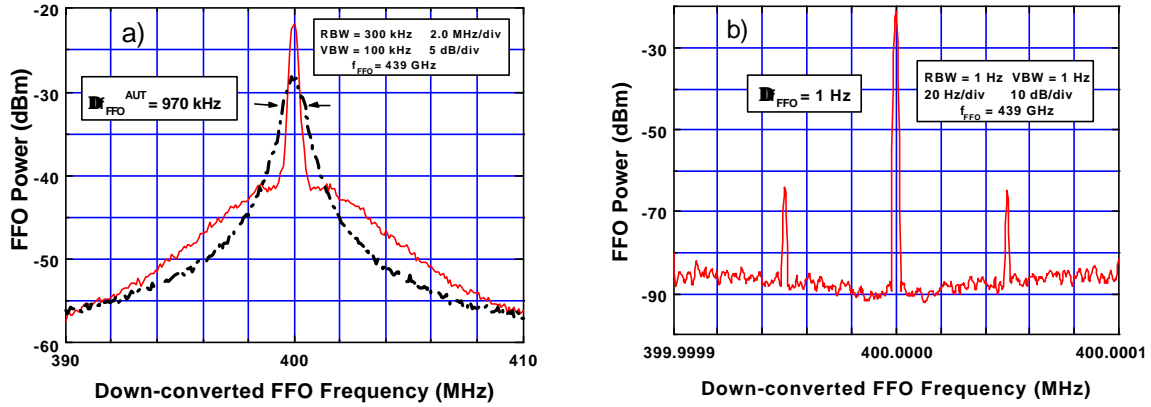 a)
RBW = 300 kHz 2.0 MHz/div
VBW = 100 kHz 5 dB/div
fFFO = 439 GHz
fFFO AUT = 970 kHz
FFO Power (dBm)
-20
-30
-40
-50
-60
390
400
410
Down-converted FFO Frequency (MHz)
b)
RBW = 1 Hz VBW = 1 Hz
20 Hz/div 10 dB/div
fFFO = 439 GHz
fFFO = 1 Hz
FFO Power (dBm)
-30
-50
-70
-90
399.9999
400.0000
400.0001
Down-converted FFO Frequency (MHz)